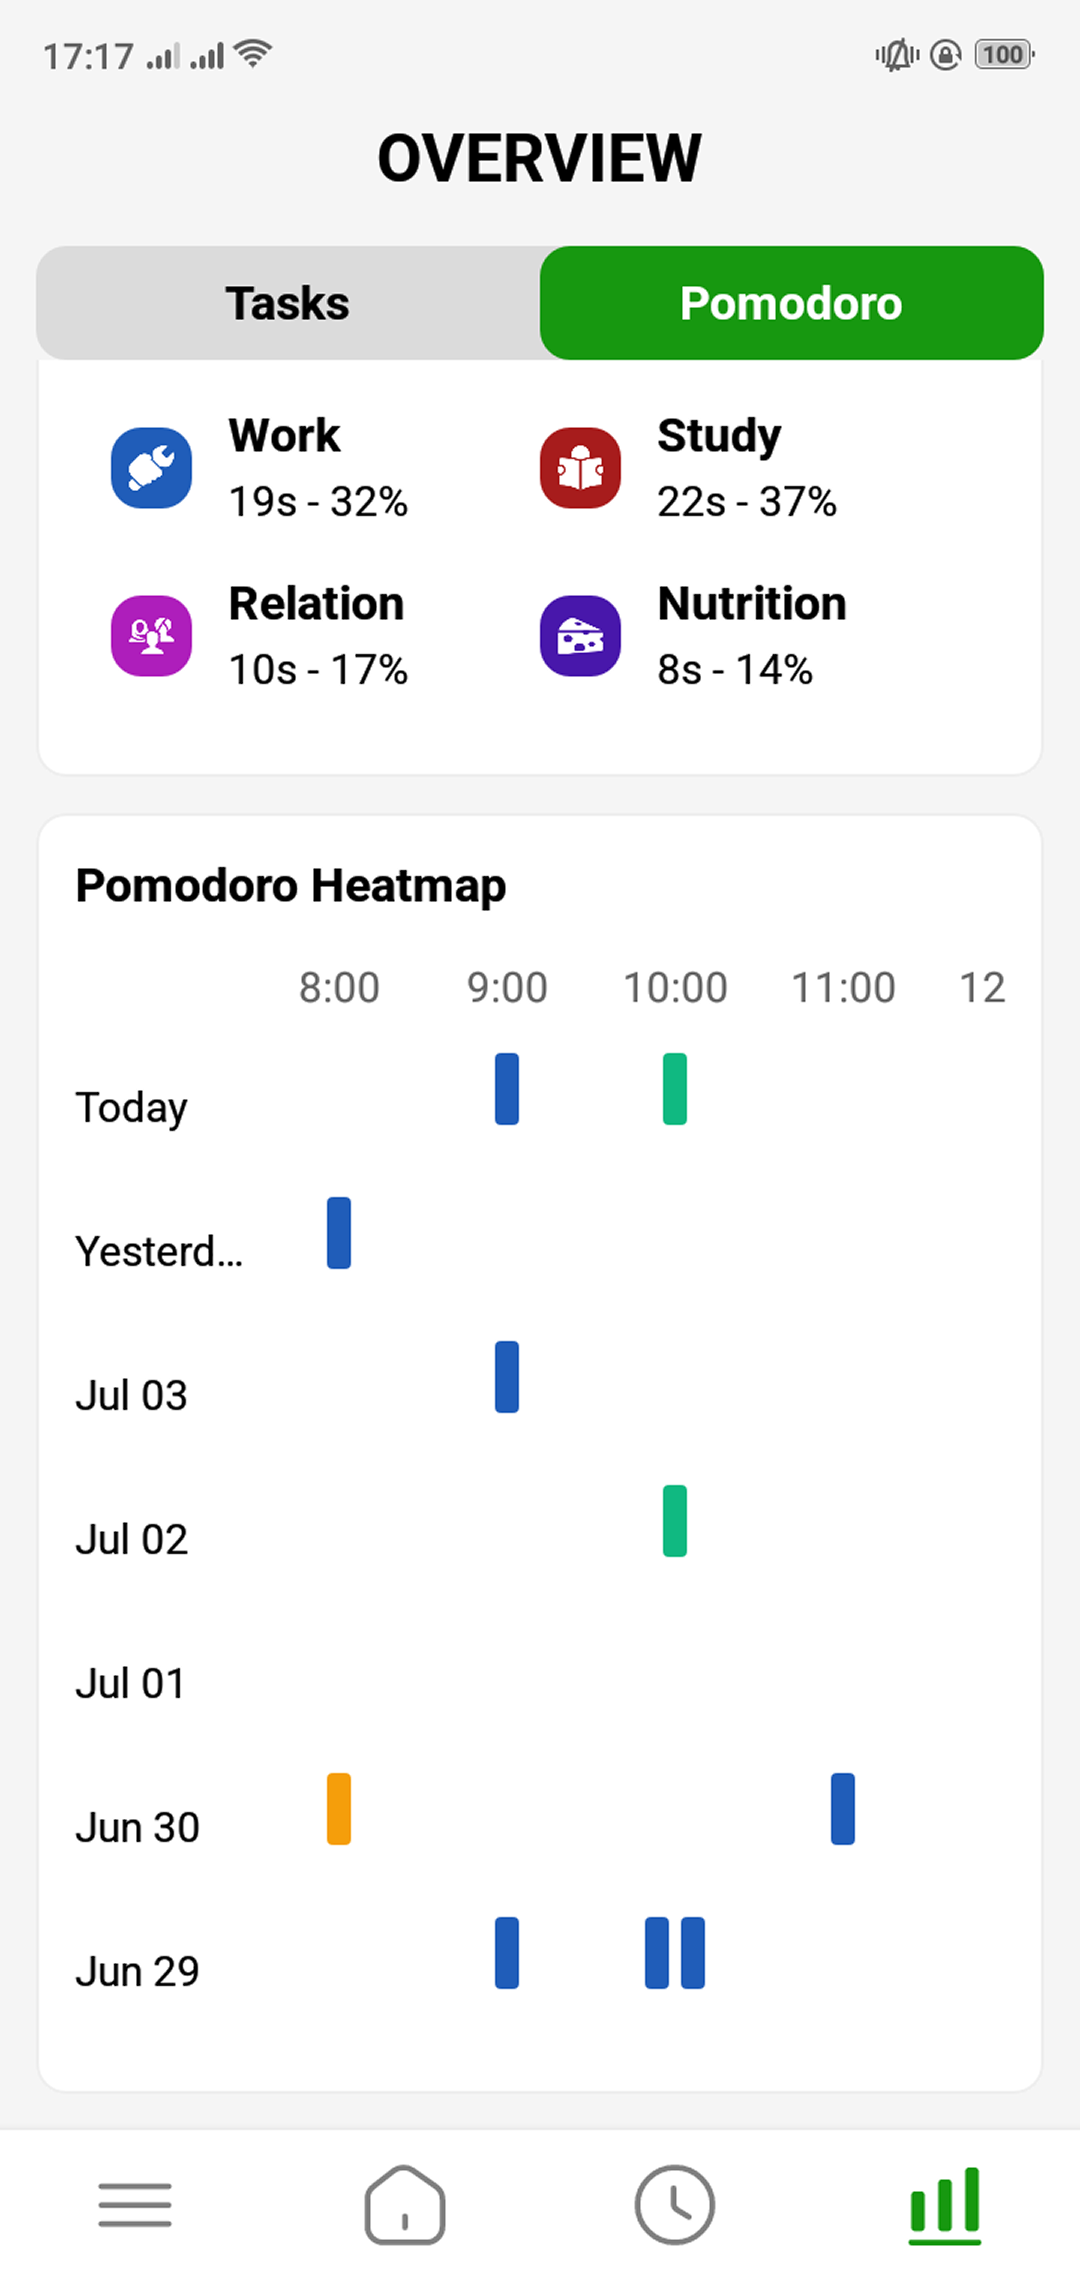 17:17 100
OVERVIEW
Tasks Pomodoro
Work Study
19s - 32% 22s - 37%
Relation Nutrition
10s - 17% 8s - 14%
Pomodoro Heatmap
8:00 9:00 10:00 11:00 12
Today
Yesterd...
Jul 03
Jul 02
Jul 01
Jun 30
Jun 29